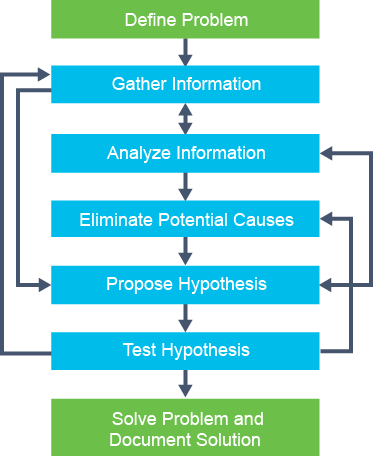 Define Problem
Gather Information
Analyze Information
Eliminate Potential Causes
Propose Hypothesis
Test Hypothesis
Solve Problem and
Document Solution